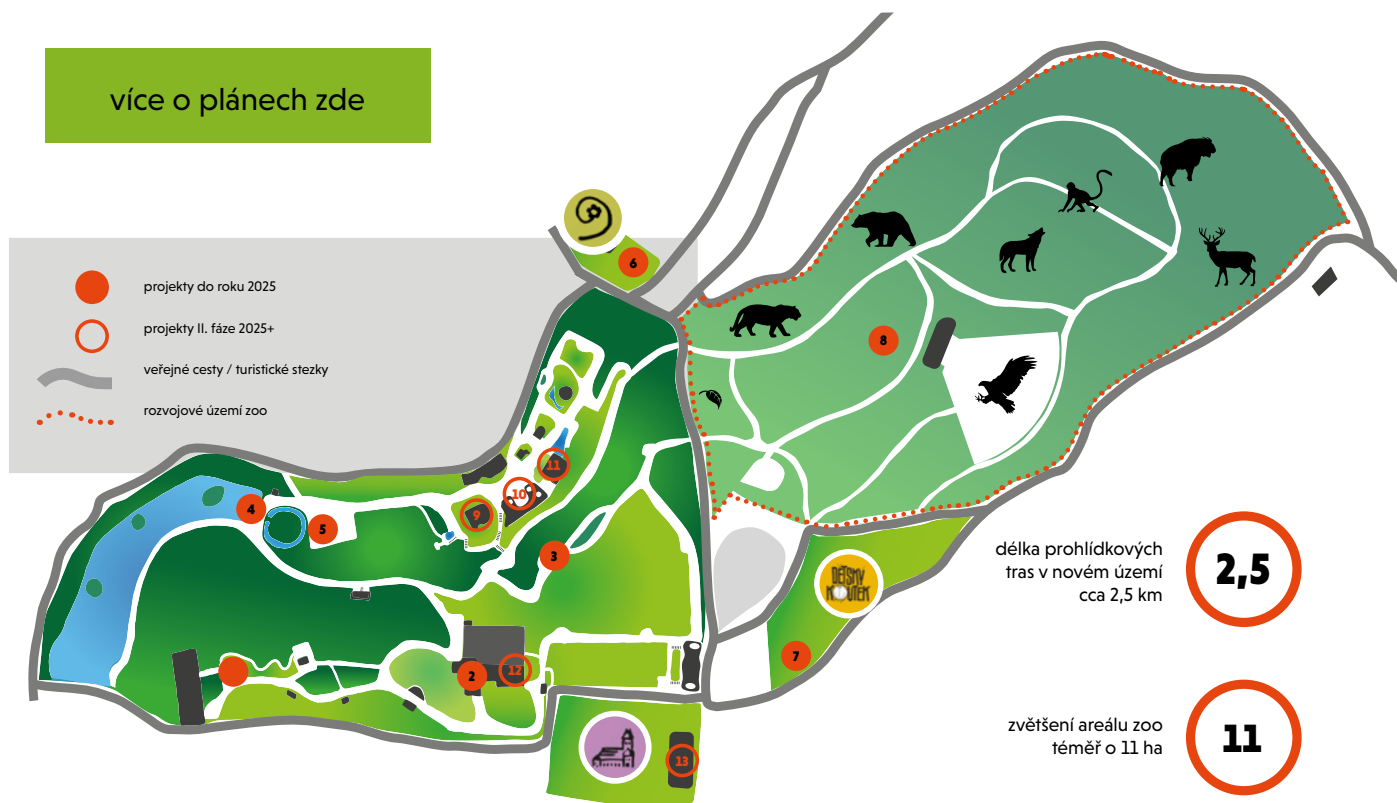 více o plánech zde
projekty do roku 2025
projekty II. fáze 2025+
veřejné cesty / turistické stezky
rozvojové území zoo
6
8
11
10
9
4
5
3
DĚTSKÝ
KOUTEK
7
2
12
13
délka prohlídkových
tras v novém území
cca 2,5 km
2,5
zvětšení areálu zoo
téměř o 11 ha
11